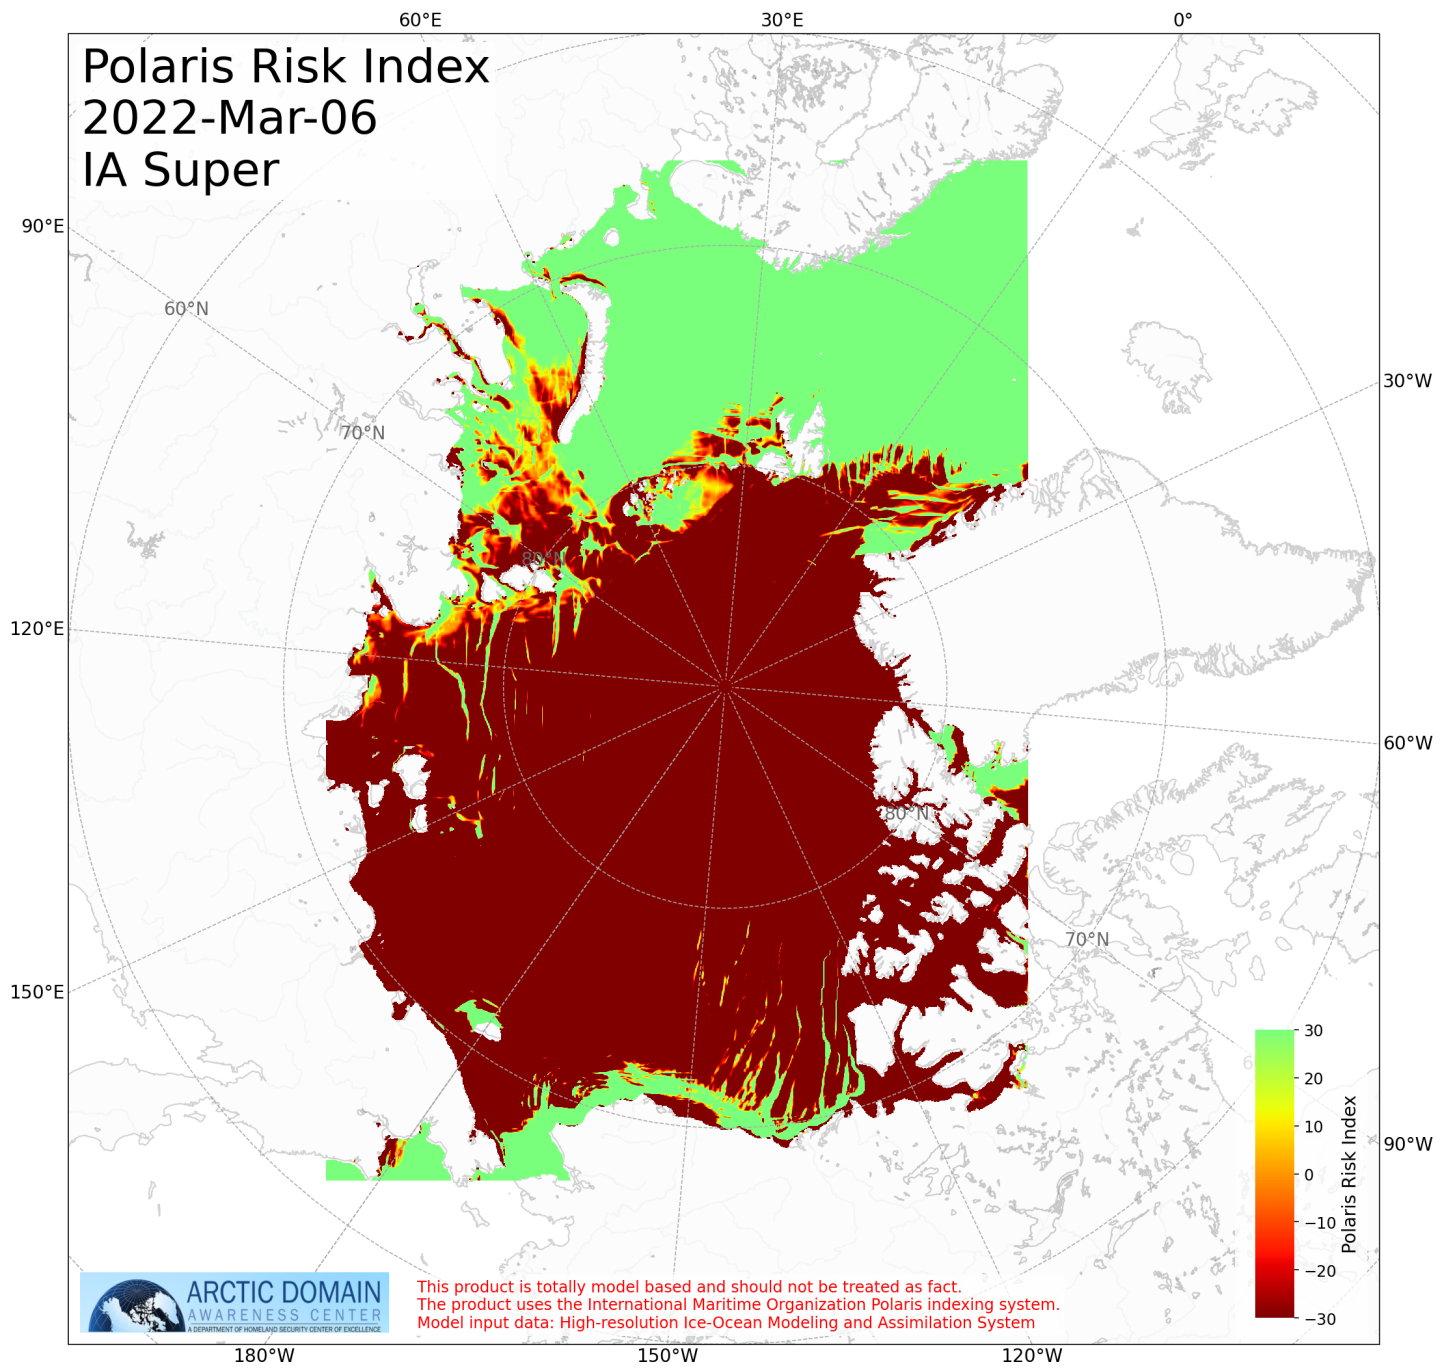 60°E
30°E
0°
Polaris Risk Index
2022-Mar-06
IA Super
90°E
60°N
30°W
70°N
80°N
120°E
60°W
80°N
70°N
150°E
30
20
10
0
−10
−20
−30
Polaris Risk Index
90°W
ARCTIC DOMAIN
AWARENESS CENTER
A DEPARTMENT OF HOMELAND SECURITY CENTER OF EXCELLENCE
This product is totally model based and should not be treated as fact.
The product uses the International Maritime Organization Polaris indexing system.
Model input data: High-resolution Ice-Ocean Modeling and Assimilation System
180°W
150°W
120°W